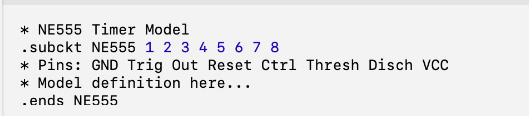 * NE555 Timer Model
.subckt NE555 1 2 3 4 5 6 7 8
* Pins: GND Trig Out Reset Ctrl Thresh Disch VCC
* Model definition here...
.ends NE555